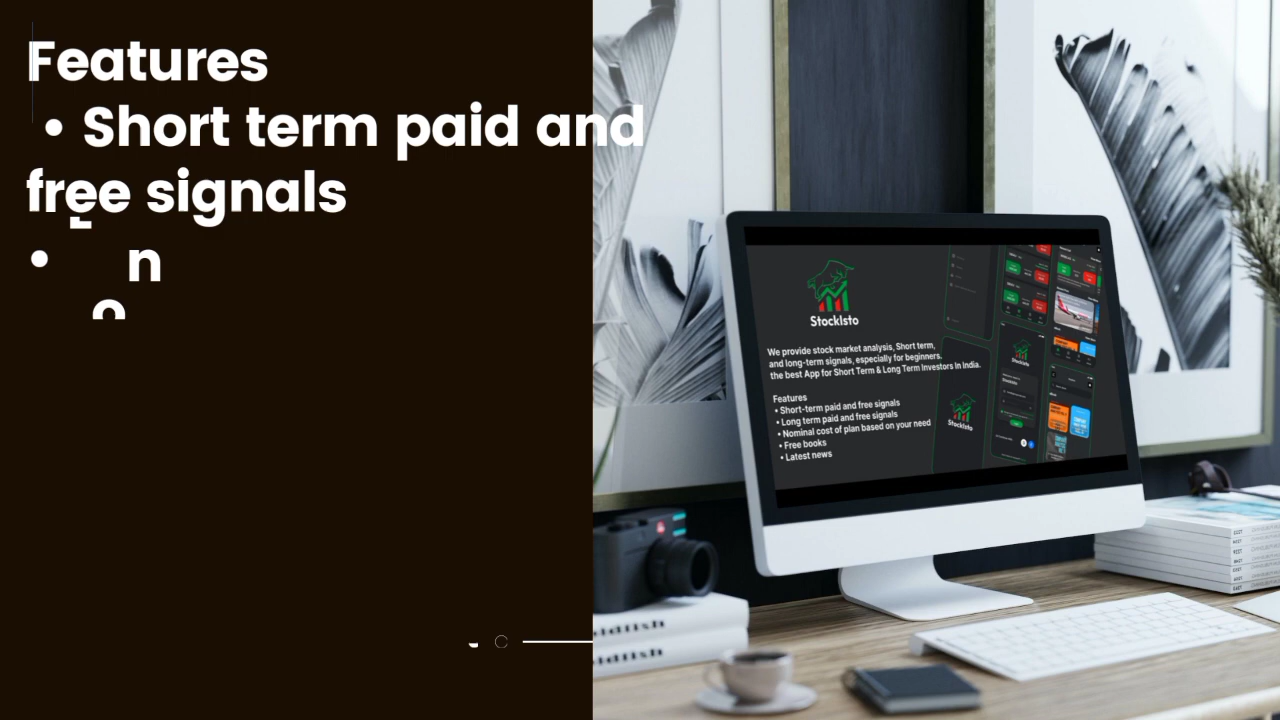 Features
• Short term paid and
free signals
• n
StockIsto
We provide stock market analysis, Short term,
and long-term signals, especially for beginners.
the best App for Short Term & Long Term Investors In India.
Features
• Short-term paid and free signals
• Long term paid and free signals
• Nominal cost of plan based on your need
• Free books
• Latest news
StockIsto